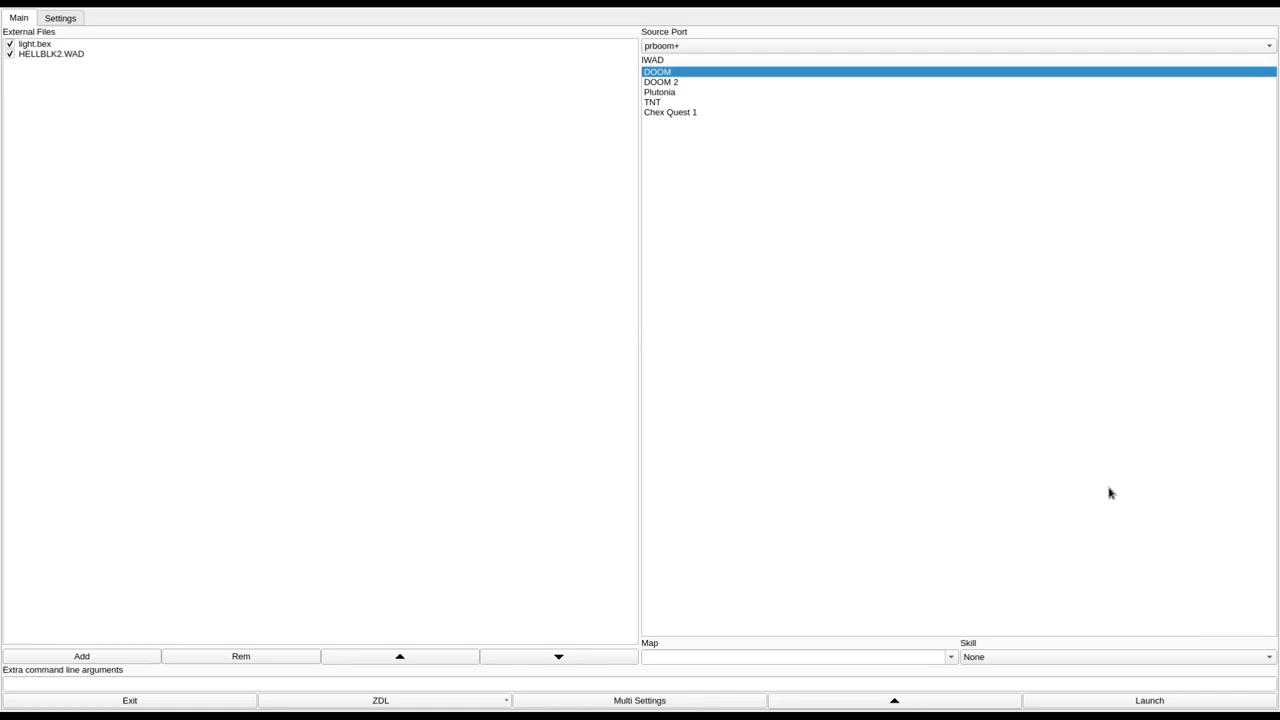 Main Settings
External Files
light.bex
HELLBLK2.WAD
Source Port
prboom+
IWAD
DOOM
DOOM 2
Plutonia
TNT
Chex Quest 1
Map Skill
None
Add Rem
Extra command line arguments
Exit ZDL Multi Settings Launch